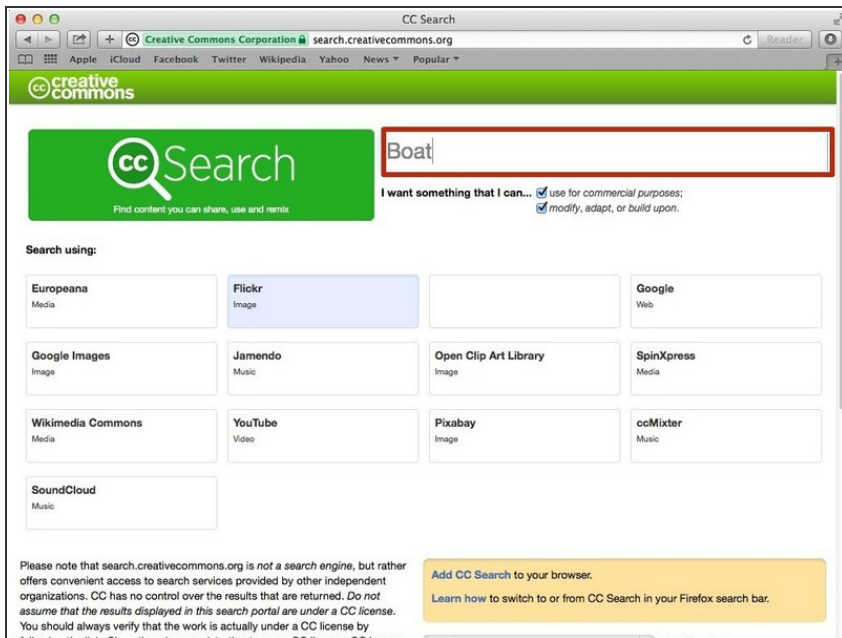 CC Search
Creative Commons Corporation search.creativecommons.org
Reader
Apple iCloud Facebook Twitter Wikipedia Yahoo News Popular
cc creative commons
cc Search
Find content you can share, use and remix
Boat
I want something that I can... use for commercial purposes;
modify, adapt, or build upon.
Search using:
Europeana
Media
Flickr
Image
Google
Web
Google Images
Image
Jamendo
Music
Open Clip Art Library
Image
SpinXpress
Media
Wikimedia Commons
Media
YouTube
Video
Pixabay
Image
ccMixter
Music
SoundCloud
Music
Please note that search.creativecommons.org is not a search engine, but rather
offers convenient access to search services provided by other independent
organizations. CC has no control over the results that are returned. Do not
assume that the results displayed in this search portal are under a CC license.
You should always verify that the work is actually under a CC license by
Add CC Search to your browser.
Learn how to switch to or from CC Search in your Firefox search bar.